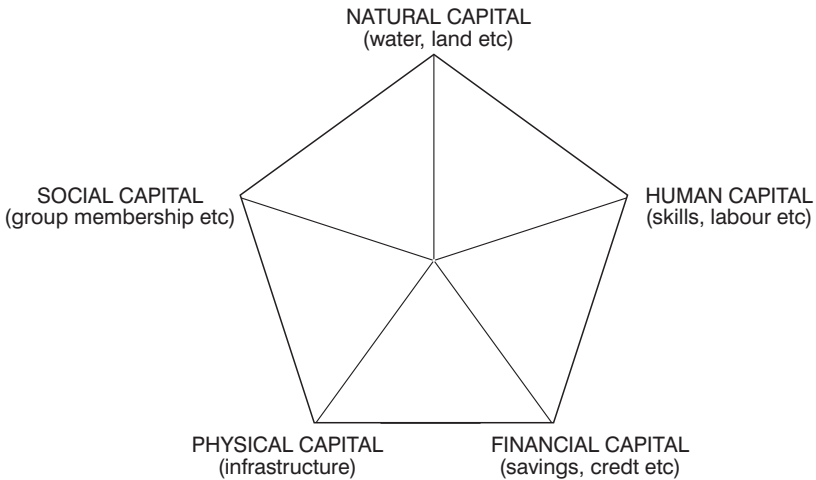 NATURAL CAPITAL
(water, land etc)
SOCIAL CAPITAL
(group membership etc)
HUMAN CAPITAL
(skills, labour etc)
PHYSICAL CAPITAL
(infrastructure)
FINANCIAL CAPITAL
(savings, credt etc)